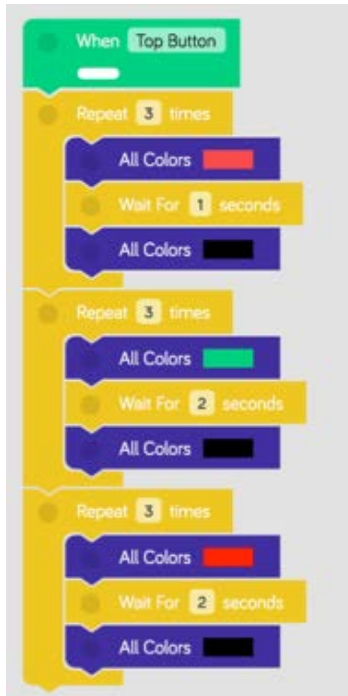 When Top Button
Repeat 3 times
All Colors
Wait For 1 seconds
All Colors
Repeat 3 times
All Colors
Wait For 2 seconds
All Colors
Repeat 3 times
All Colors
Wait For 2 seconds
All Colors